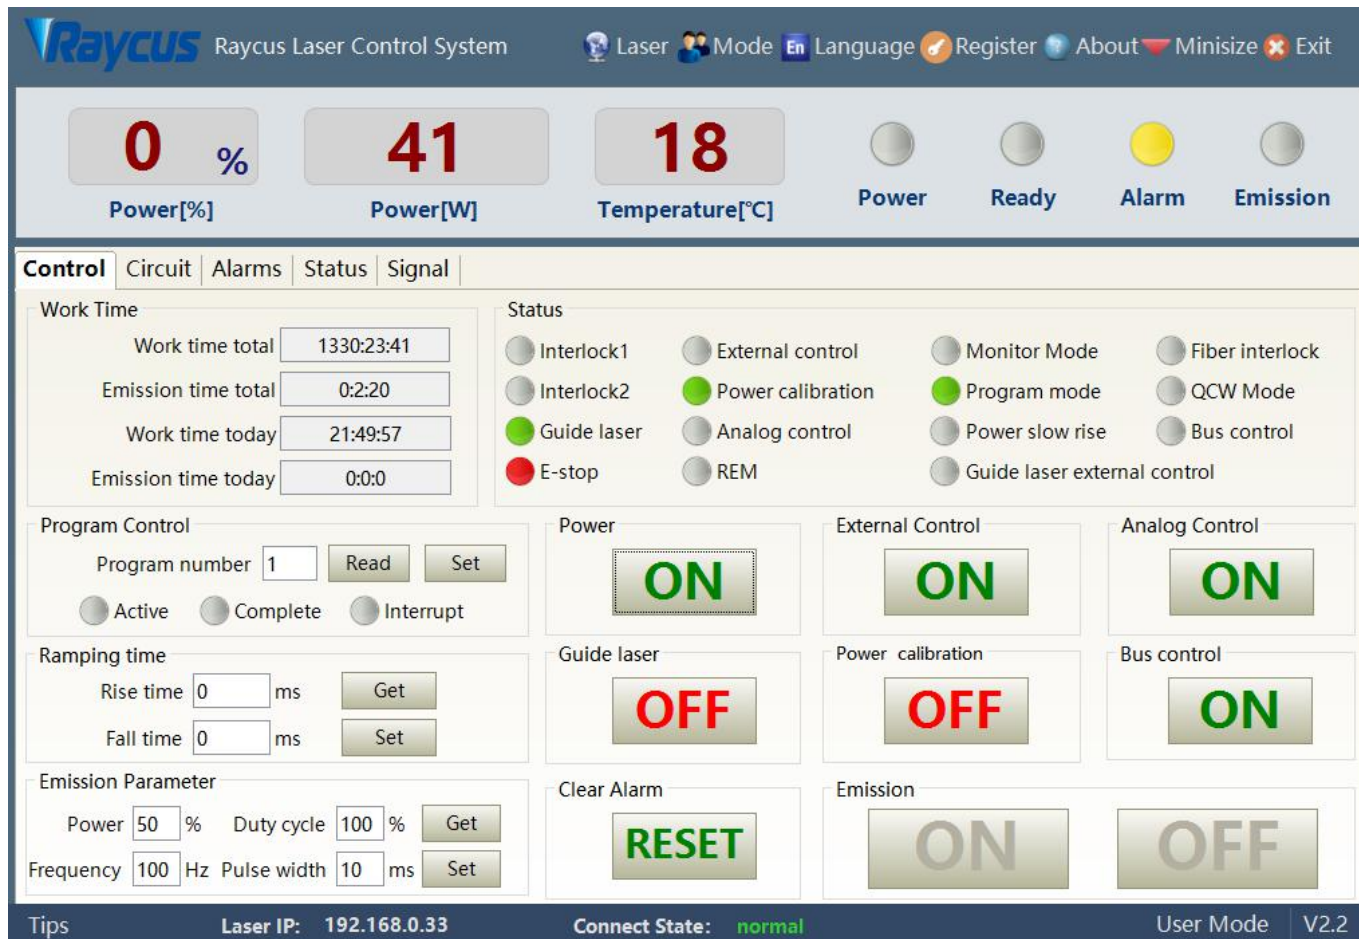 Raycus Raycus Laser Control System Laser Mode En Language Register About Minisize Exit
0 % 41 18
Power[%] Power[W] Temperature[℃] Power Ready Alarm Emission
Control Circuit Alarms Status Signal
Work Time
Work time total 1330:23:41
Emission time total 0:2:20
Work time today 21:49:57
Emission time today 0:0:0
Status
Interlock1 External control Monitor Mode Fiber interlock
Interlock2 Power calibration Program mode QCW Mode
Guide laser Analog control Power slow rise Bus control
E-stop REM Guide laser external control
Program Control
Program number 1 Read Set
Active Complete Interrupt
Power
ON
External Control
ON
Analog Control
ON
Ramping time
Rise time 0 ms Get
Fall time 0 ms Set
Guide laser
OFF
Power calibration
OFF
Bus control
ON
Emission Parameter
Power 50 % Duty cycle 100 % Get
Frequency 100 Hz Pulse width 10 ms Set
Clear Alarm
RESET
Emission
ON OFF
Tips Laser IP: 192.168.0.33 Connect State: normal User Mode V2.2